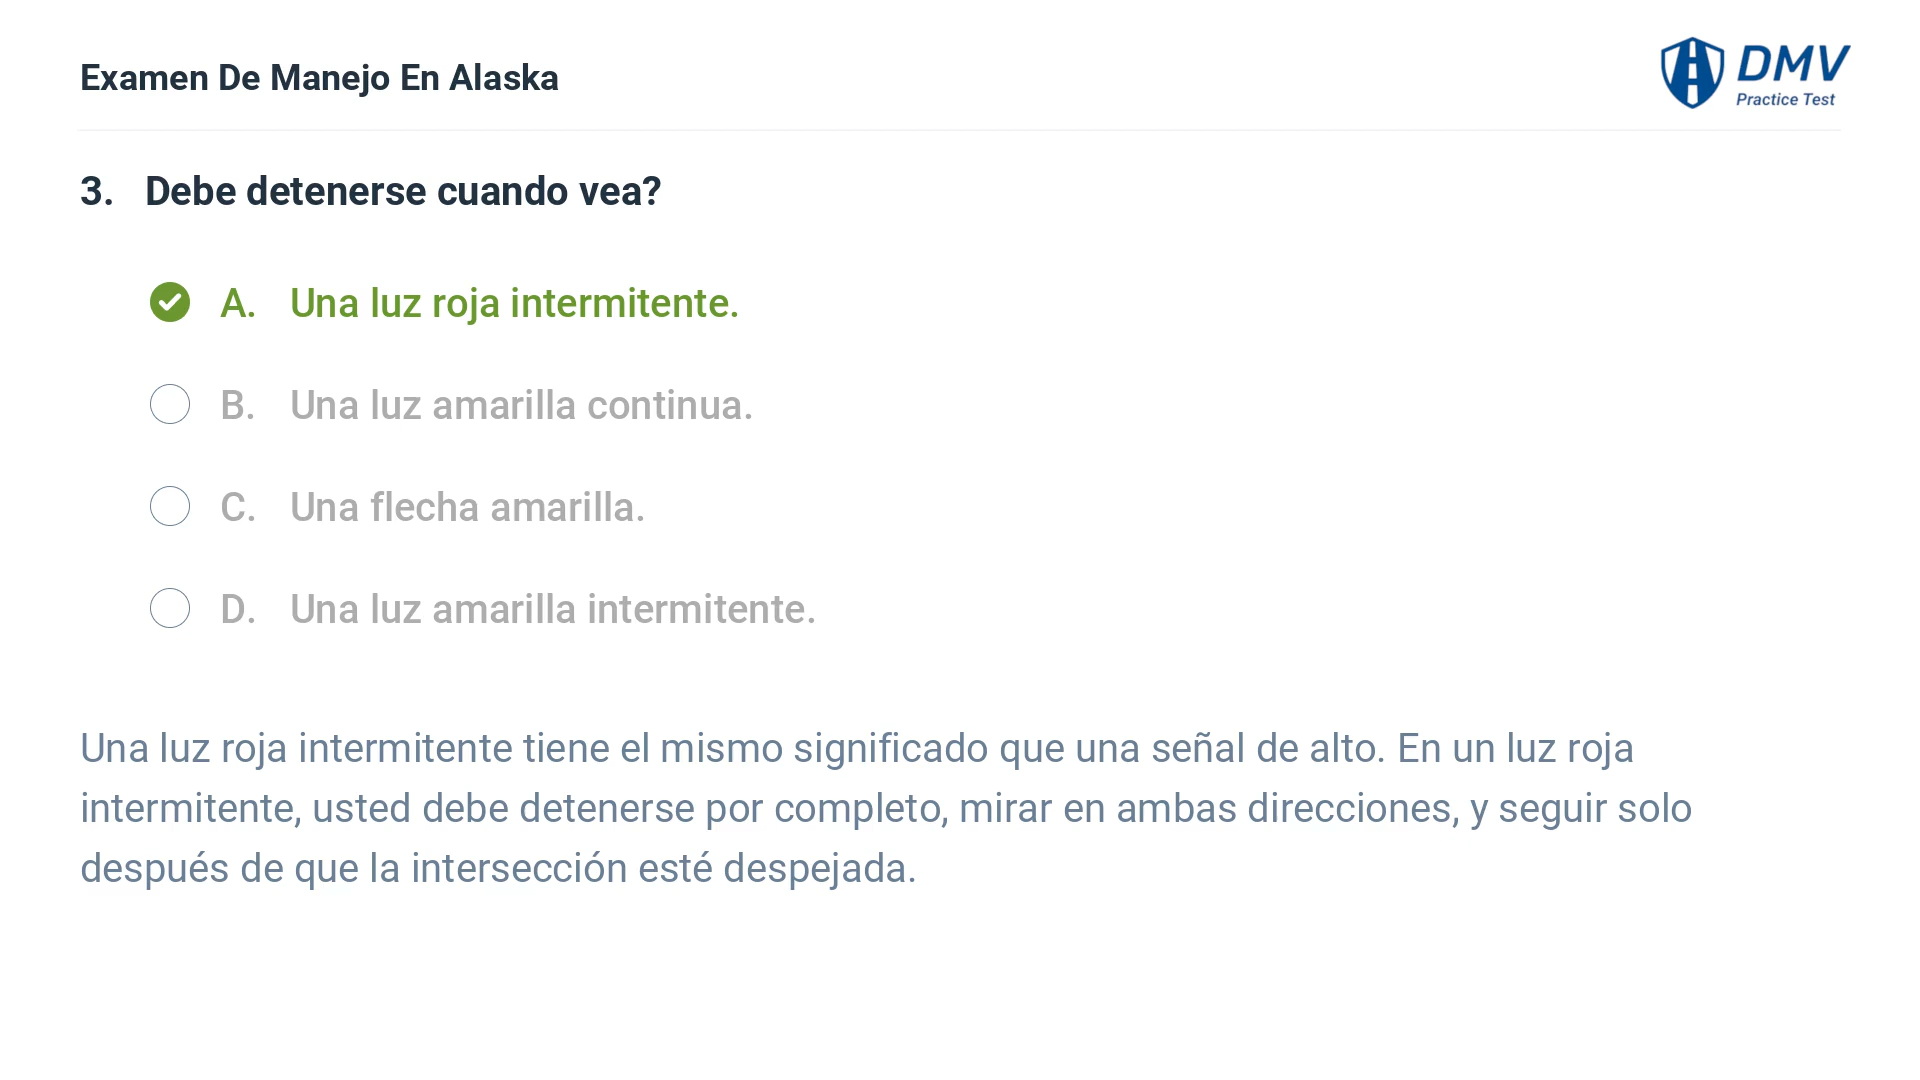 Examen De Manejo En Alaska
DMV
Practice Test
3. Debe detenerse cuando vea?
A. Una luz roja intermitente.
B. Una luz amarilla continua.
C. Una flecha amarilla.
D. Una luz amarilla intermitente.
Una luz roja intermitente tiene el mismo significado que una señal de alto. En un luz roja
intermitente, usted debe detenerse por completo, mirar en ambas direcciones, y seguir solo
después de que la intersección esté despejada.